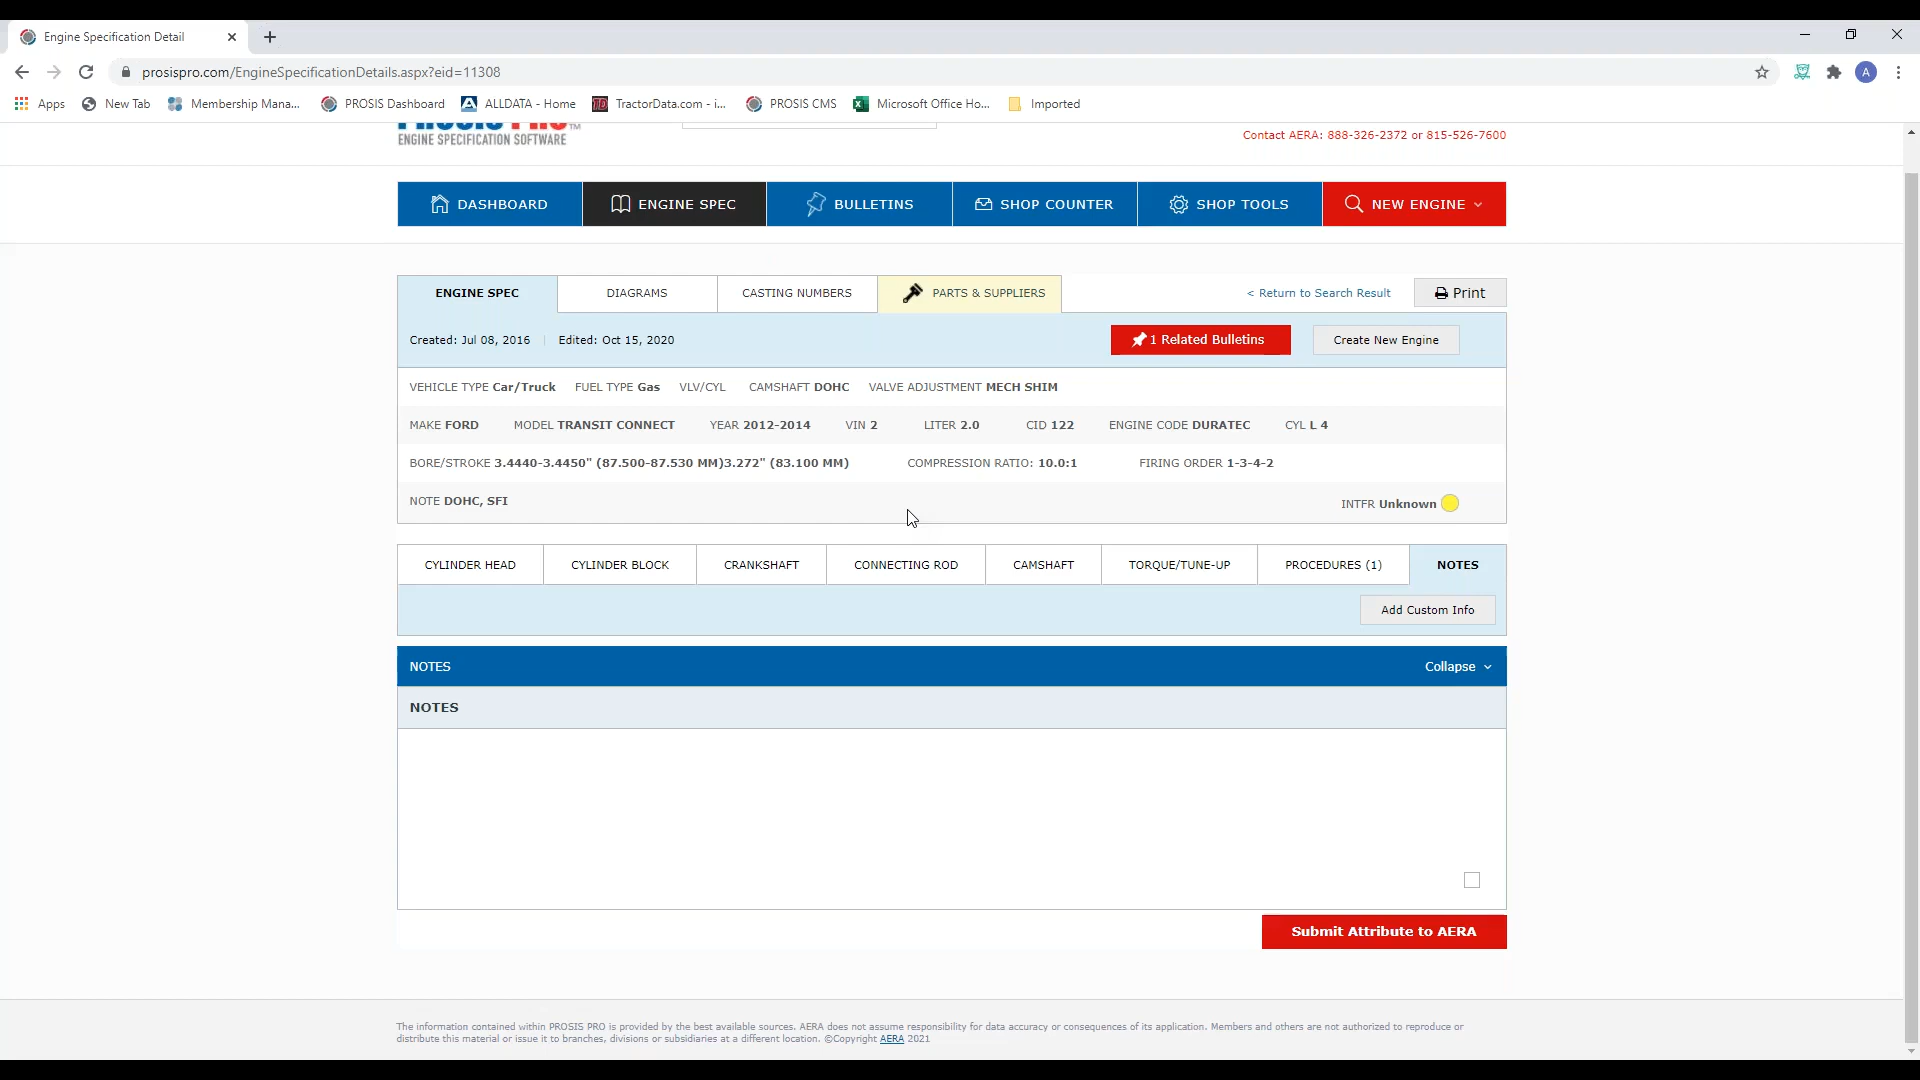 Engine Specification Detail
prosispro.com/EngineSpecificationDetails.aspx?eid=11308
A
Apps New Tab Membership Mana... PROSIS Dashboard ALLDATA - Home TractorData.com - i... PROSIS CMS Microsoft Office Ho... Imported
PROSIS PRO™
ENGINE SPECIFICATION SOFTWARE
Contact AERA: 888-326-2372 or 815-526-7600
DASHBOARD ENGINE SPEC BULLETINS SHOP COUNTER SHOP TOOLS NEW ENGINE
ENGINE SPEC DIAGRAMS CASTING NUMBERS PARTS & SUPPLIERS < Return to Search Result Print
Created: Jul 08, 2016 | Edited: Oct 15, 2020 1 Related Bulletins Create New Engine
VEHICLE TYPE Car/Truck FUEL TYPE Gas VLV/CYL CAMSHAFT DOHC VALVE ADJUSTMENT MECH SHIM
MAKE FORD MODEL TRANSIT CONNECT YEAR 2012-2014 VIN 2 LITER 2.0 CID 122 ENGINE CODE DURATEC CYL L 4
BORE/STROKE 3.4440-3.4450" (87.500-87.530 MM)3.272" (83.100 MM) COMPRESSION RATIO: 10.0:1 FIRING ORDER 1-3-4-2
NOTE DOHC, SFI INTFR Unknown
CYLINDER HEAD CYLINDER BLOCK CRANKSHAFT CONNECTING ROD CAMSHAFT TORQUE/TUNE-UP PROCEDURES (1) NOTES
Add Custom Info
NOTES Collapse
NOTES
Submit Attribute to AERA
The information contained within PROSIS PRO is provided by the best available sources. AERA does not assume responsibility for data accuracy or consequences of its application. Members and others are not authorized to reproduce or
distribute this material or issue it to branches, divisions or subsidiaries at a different location. ©Copyright AERA 2021